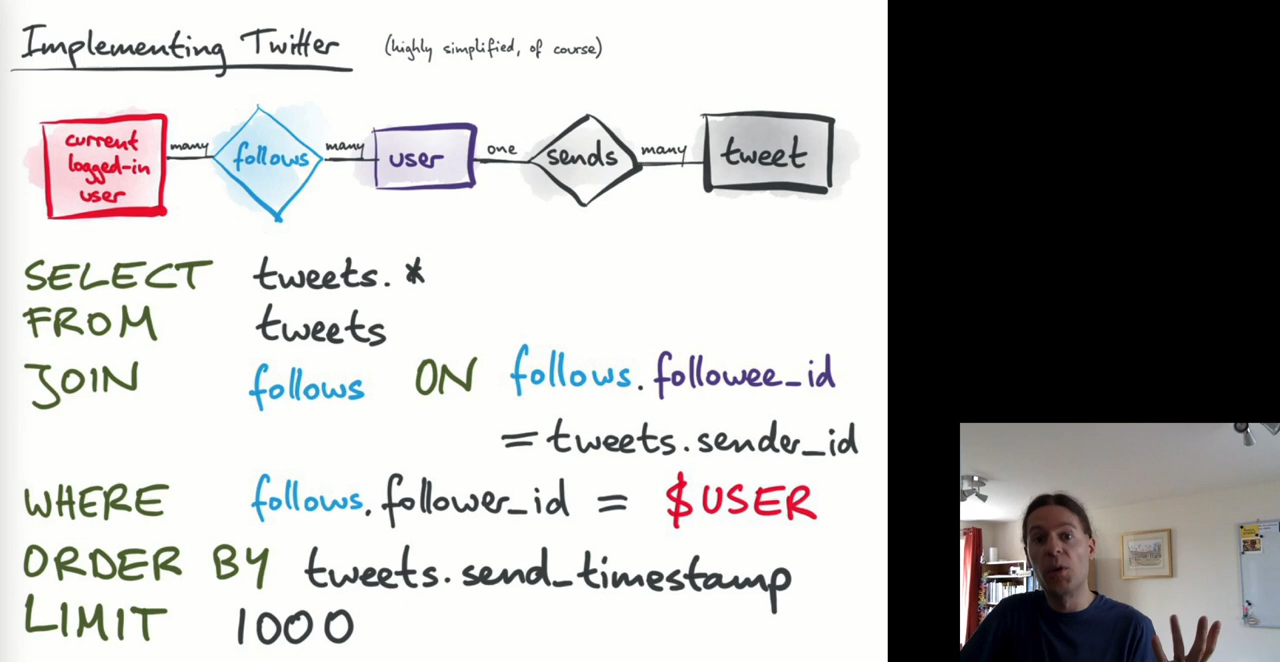 Implementing Twitter (highly simplified, of course)
current logged-in user many follows many user one sends many tweet
SELECT tweets.*
FROM tweets
JOIN follows ON follows.followee_id
= tweets.sender_id
WHERE follows.follower_id = $USER
ORDER BY tweets.send_timestamp
LIMIT 1000